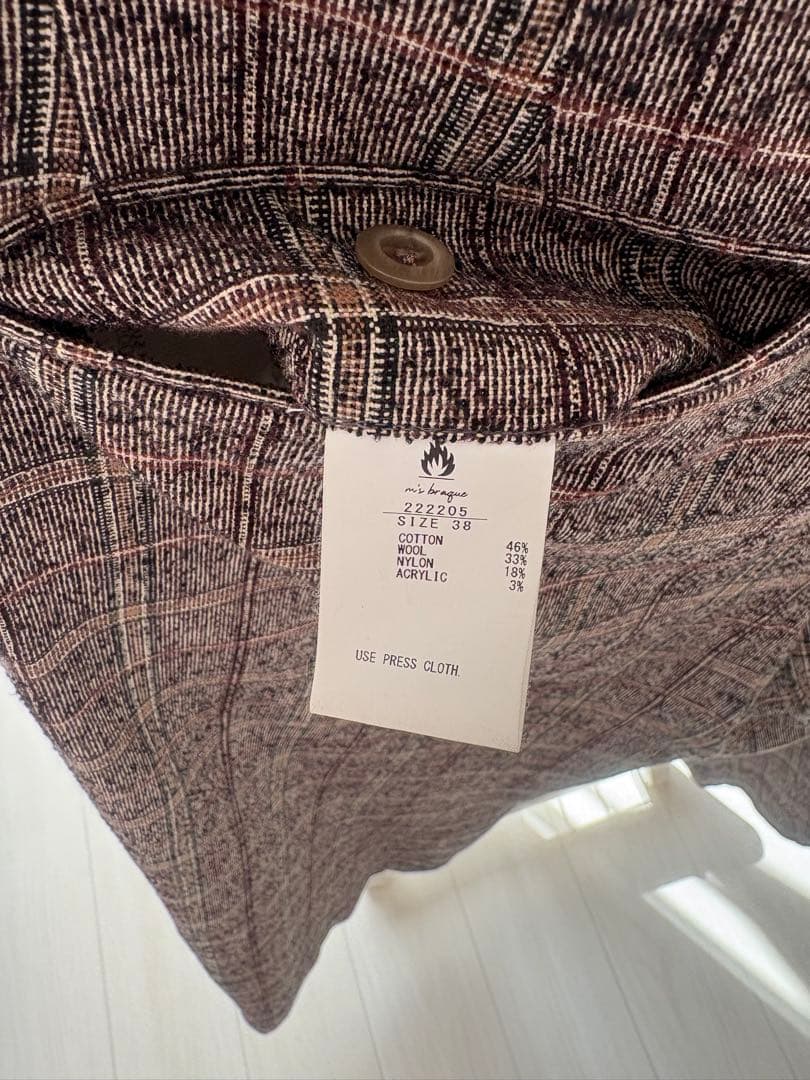 m's braque
222205
SIZE 38
COTTON 46%
WOOL 33%
NYLON 18%
ACRYLIC 3%
USE PRESS CLOTH.